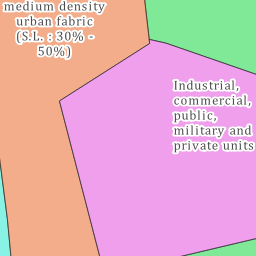 medium density
urban fabric
(S.L. : 30% -
50%)
Industrial,
commercial,
public,
military and
private units